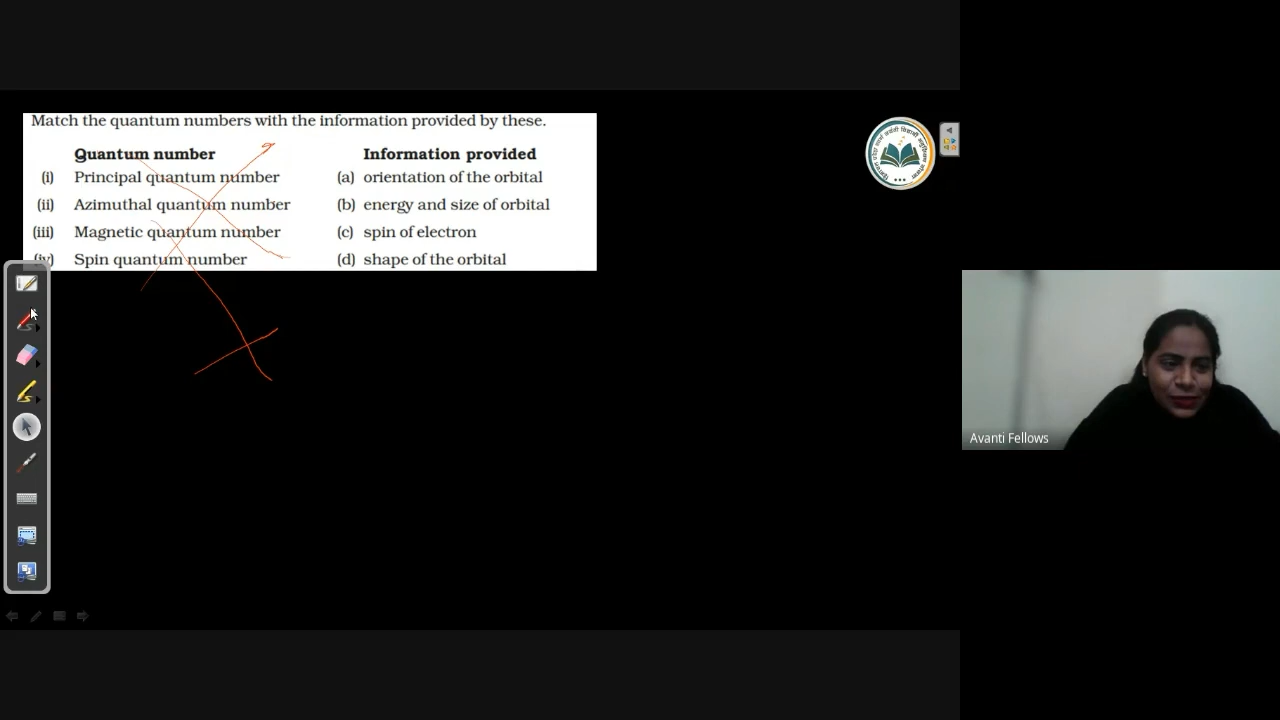 Match the quantum numbers with the information provided by these.
Quantum number Information provided
(i) Principal quantum number (a) orientation of the orbital
(ii) Azimuthal quantum number (b) energy and size of orbital
(iii) Magnetic quantum number (c) spin of electron
(iv) Spin quantum number (d) shape of the orbital
Avanti Fellows